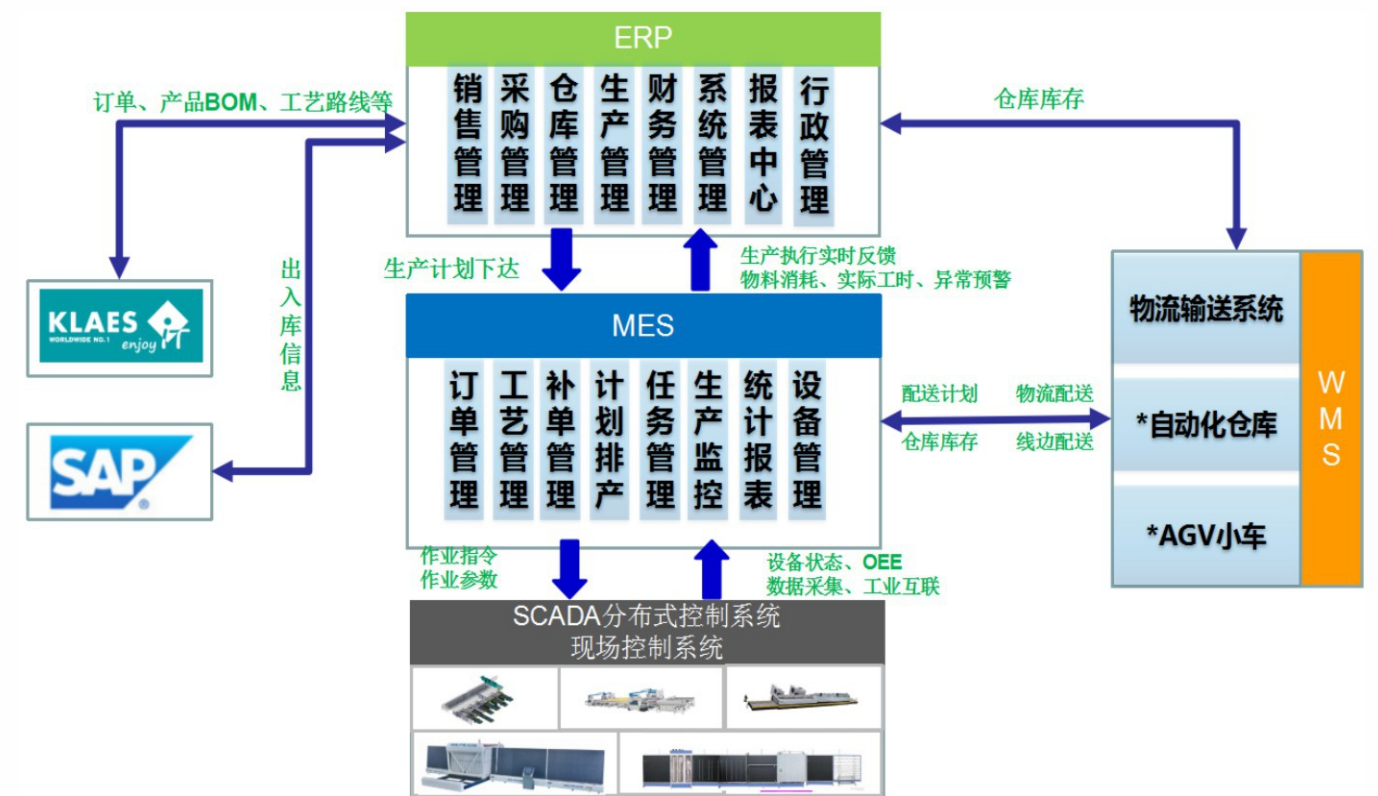 ERP
销售管理
采购管理
仓库管理
生产管理
财务管理
系统管理
报表中心
行政管理
订单、产品BOM、工艺路线等
仓库库存
出入库信息
生产计划下达
生产执行实时反馈
物料消耗、实际工时、异常预警
KLAES
WORLDWIDE NO. 1
enjoy IT
SAP
®
MES
订单管理
工艺管理
补单管理
计划排产
任务管理
生产监控
统计报表
设备管理
配送计划 物流配送
仓库库存 线边配送
物流输送系统
*自动化仓库
*AGV小车
WMS
作业指令
作业参数
设备状态、OEE
数据采集、工业互联
SCADA分布式控制系统
现场控制系统